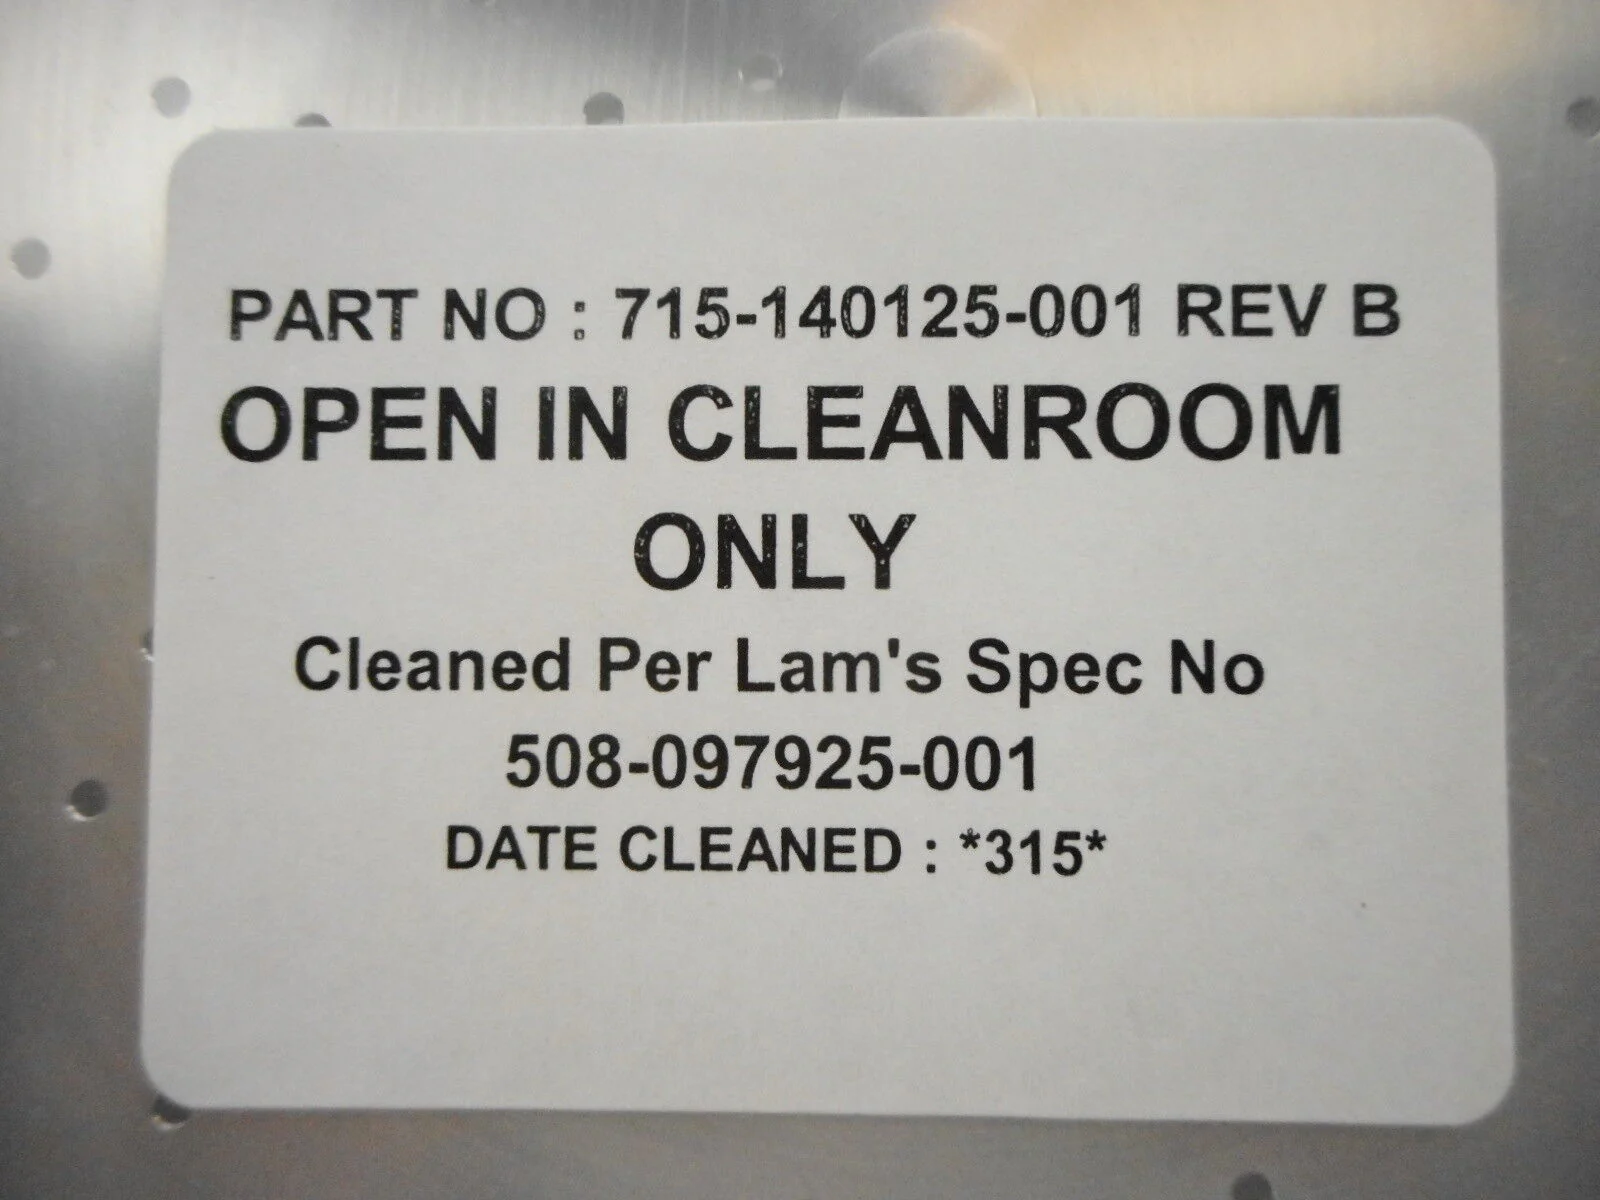 PART NO : 715-140125-001 REV B
OPEN IN CLEANROOM
ONLY
Cleaned Per Lam's Spec No
508-097925-001
DATE CLEANED : *315*